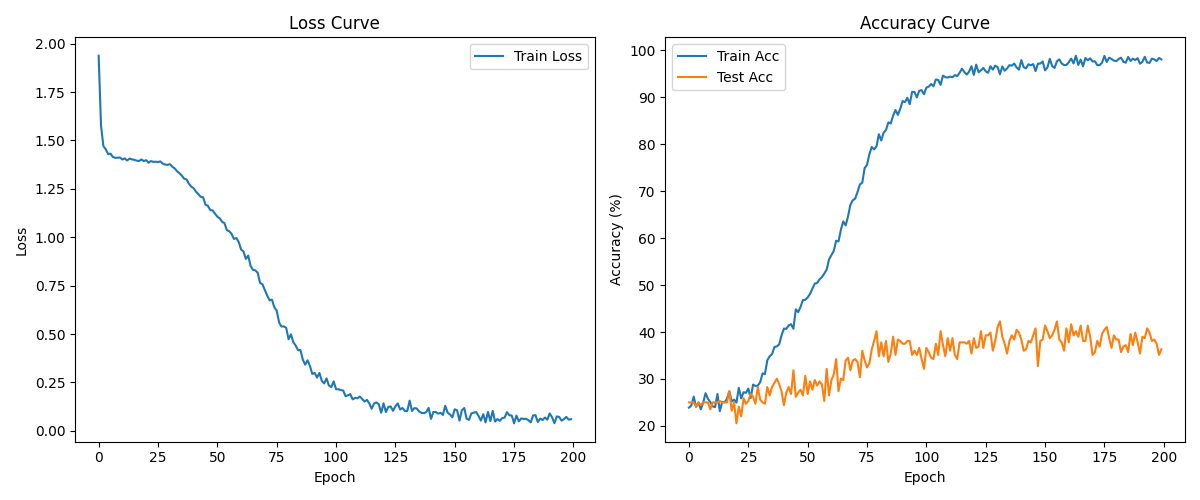 Loss Curve
Train Loss
Loss
2.00
1.75
1.50
1.25
1.00
0.75
0.50
0.25
0.00
0 25 50 75 100 125 150 175 200
Epoch
Accuracy Curve
Train Acc
Test Acc
Accuracy (%)
100
90
80
70
60
50
40
30
20
0 25 50 75 100 125 150 175 200
Epoch